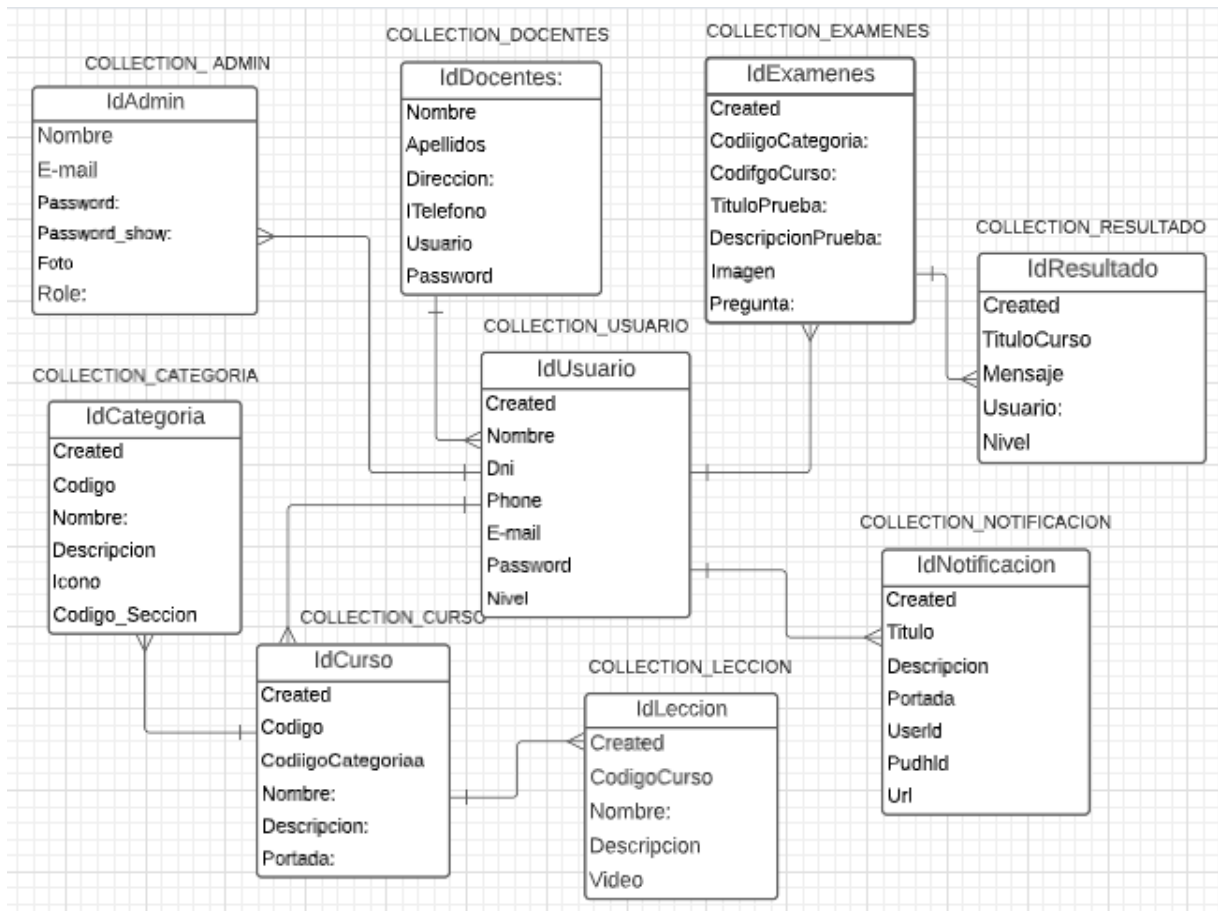 COLLECTION_ ADMIN
IdAdmin
Nombre
E-mail
Password:
Password_show:
Foto
Role:
COLLECTION_DOCENTES
IdDocentes:
Nombre
Apellidos
Direccion:
ITelefono
Usuario
Password
COLLECTION_EXAMENES
IdExamenes
Created
CodiigoCategoria:
CodifgoCurso:
TituloPrueba:
DescripcionPrueba:
Imagen
Pregunta:
COLLECTION_RESULTADO
IdResultado
Created
TituloCurso
Mensaje
Usuario:
Nivel
COLLECTION_USUARIO
IdUsuario
Created
Nombre
Dni
Phone
E-mail
Password
Nivel
COLLECTION_CATEGORIA
IdCategoria
Created
Codigo
Nombre:
Descripcion
Icono
Codigo_Seccion
COLLECTION_CURSO
IdCurso
Created
Codigo
CodiigoCategoriaa
Nombre:
Descripcion:
Portada:
COLLECTION_LECCION
IdLeccion
Created
CodigoCurso
Nombre:
Descripcion
Video
COLLECTION_NOTIFICACION
IdNotificacion
Created
Titulo
Descripcion
Portada
UserId
PudhId
Url